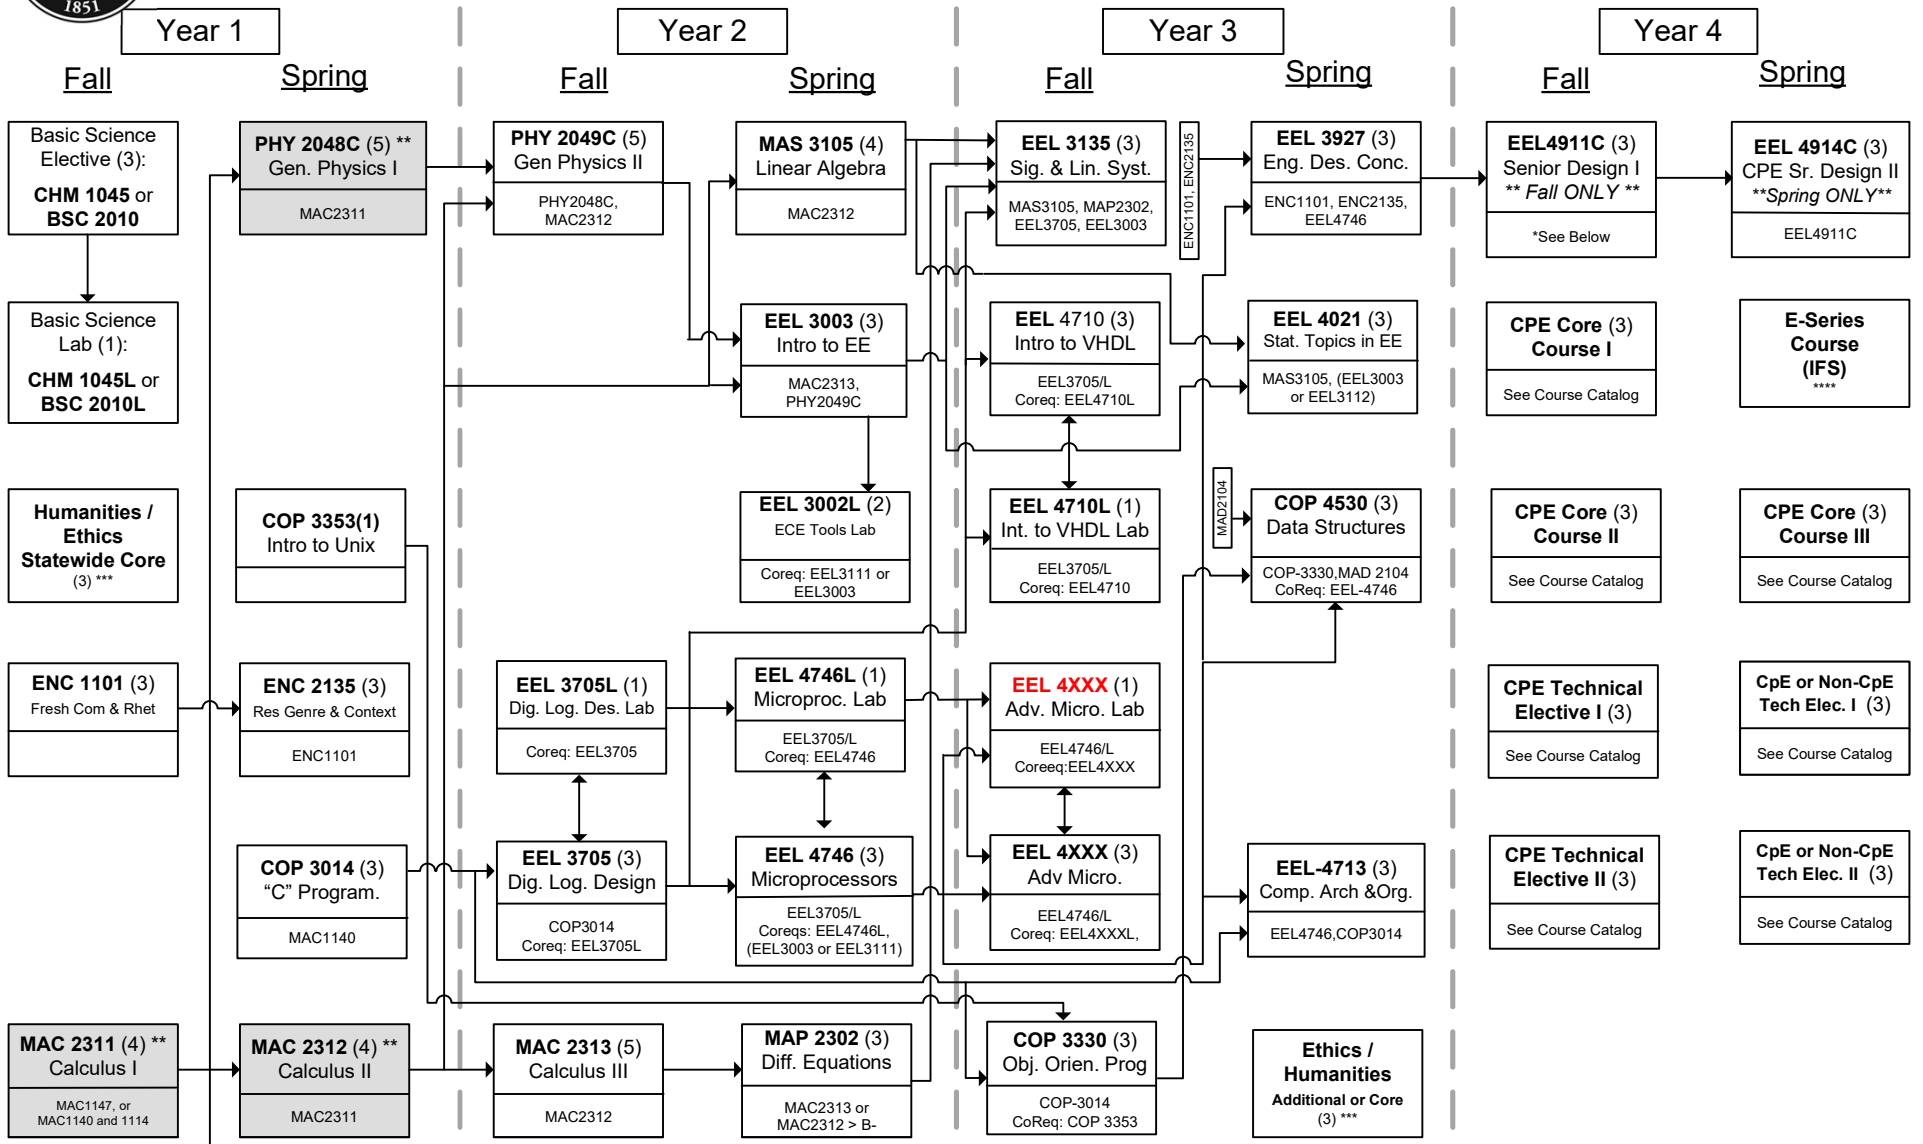 1851
Year 1
Year 2
Year 3
Year 4
Fall
Spring
Fall
Spring
Fall
Spring
Fall
Spring
Basic Science
Elective (3):
CHM 1045 or
BSC 2010
PHY 2048C (5) **
Gen. Physics I
MAC2311
PHY 2049C (5)
Gen Physics II
PHY2048C,
MAC2312
MAS 3105 (4)
Linear Algebra
MAC2312
EEL 3135 (3)
Sig. & Lin. Syst.
MAS3105, MAP2302,
EEL3705, EEL3003
ENC1101, ENC2135
EEL 3927 (3)
Eng. Des. Conc.
ENC1101, ENC2135,
EEL4746
EEL4911C (3)
Senior Design I
** Fall ONLY **
*See Below
EEL 4914C (3)
CPE Sr. Design II
**Spring ONLY**
EEL4911C
Basic Science
Lab (1):
CHM 1045L or
BSC 2010L
EEL 3003 (3)
Intro to EE
MAC2313,
PHY2049C
EEL 4710 (3)
Intro to VHDL
EEL3705/L
Coreq: EEL4710L
EEL 4021 (3)
Stat. Topics in EE
MAS3105, (EEL3003
or EEL3112)
CPE Core (3)
Course I
See Course Catalog
E-Series
Course
(IFS)
****
Humanities /
Ethics
Statewide Core
(3) ***
COP 3353(1)
Intro to Unix
EEL 3002L (2)
ECE Tools Lab
Coreq: EEL3111 or
EEL3003
EEL 4710L (1)
Int. to VHDL Lab
EEL3705/L
Coreq: EEL4710
MAD2104
COP 4530 (3)
Data Structures
COP-3330,MAD 2104
CoReq: EEL-4746
CPE Core (3)
Course II
See Course Catalog
CPE Core (3)
Course III
See Course Catalog
ENC 1101 (3)
Fresh Com & Rhet
ENC 2135 (3)
Res Genre & Context
ENC1101
EEL 3705L (1)
Dig. Log. Des. Lab
Coreq: EEL3705
EEL 4746L (1)
Microproc. Lab
EEL3705/L
Coreq: EEL4746
EEL 4XXX (1)
Adv. Micro. Lab
EEL4746/L
Coreeq:EEL4XXX
CPE Technical
Elective I (3)
See Course Catalog
CpE or Non-CpE
Tech Elec. I (3)
See Course Catalog
COP 3014 (3)
“C” Program.
MAC1140
EEL 3705 (3)
Dig. Log. Design
COP3014
Coreq: EEL3705L
EEL 4746 (3)
Microprocessors
EEL3705/L
Coreqs: EEL4746L,
(EEL3003 or EEL3111)
EEL 4XXX (3)
Adv Micro.
EEL4746/L
Coreq: EEL4XXXL,
EEL-4713 (3)
Comp. Arch &Org.
EEL4746,COP3014
CPE Technical
Elective II (3)
See Course Catalog
CpE or Non-CpE
Tech Elec. II (3)
See Course Catalog
MAC 2311 (4) **
Calculus I
MAC1147, or
MAC1140 and 1114
MAC 2312 (4) **
Calculus II
MAC2311
MAC 2313 (5)
Calculus III
MAC2312
MAP 2302 (3)
Diff. Equations
MAC2313 or
MAC2312 > B-
COP 3330 (3)
Obj. Orien. Prog
COP-3014
CoReq: COP 3353
Ethics /
Humanities
Additional or Core
(3) ***